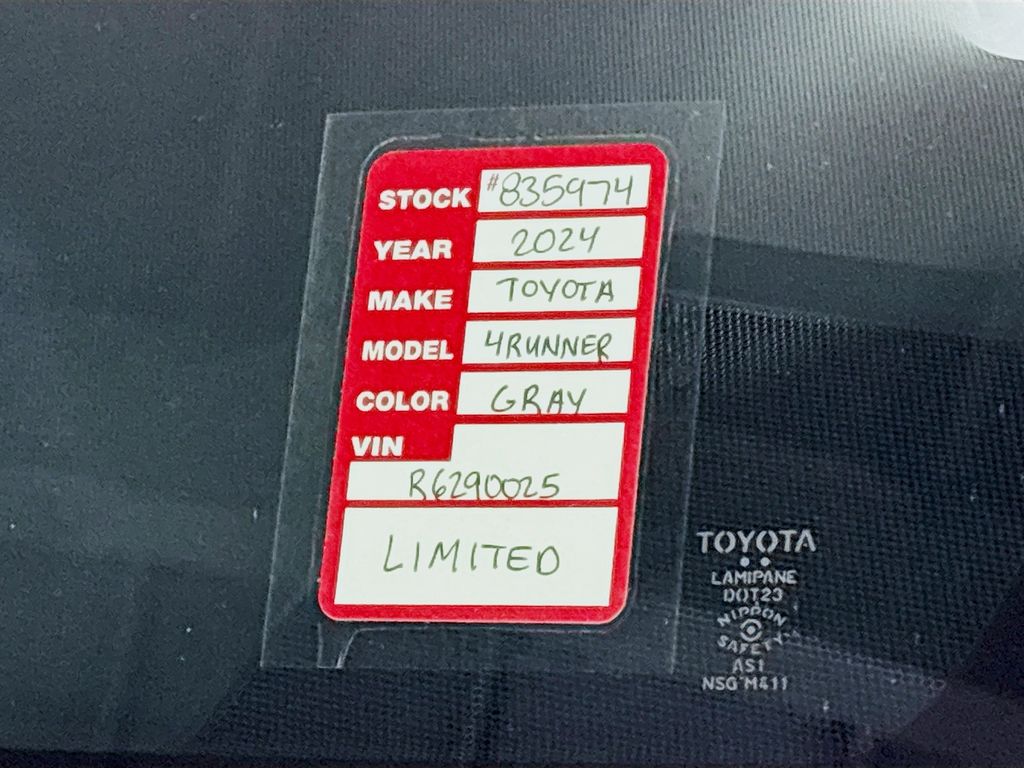 STOCK #835974
YEAR 2024
MAKE TOYOTA
MODEL 4RUNNER
COLOR GRAY
VIN
R6290025
LIMITED
TOYOTA
LAMIPANE
DOT23
NIPPON
SAFETY
AS1
NSG M411